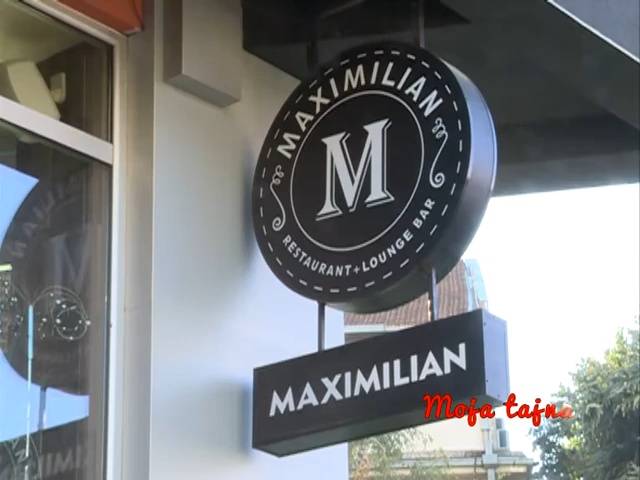 MAXIMILIAN
M
RESTAURANT+LOUNGE BAR
MAXIMILIAN
Moja tajna